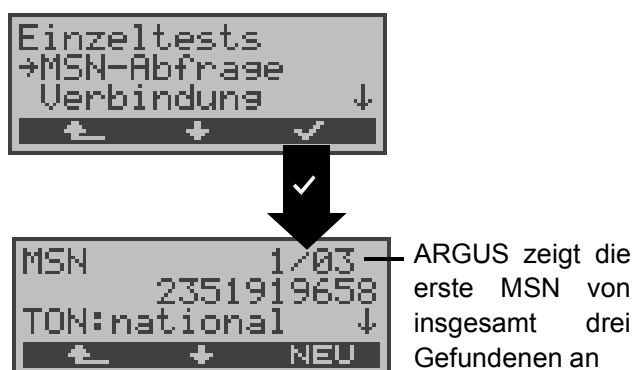 Einzeltests
→MSN-Abfrage
Verbindung ↓
MSN 1/03
2351919658
TON:national ↓
NEU
ARGUS zeigt die
erste MSN von
insgesamt drei
Gefundenen an